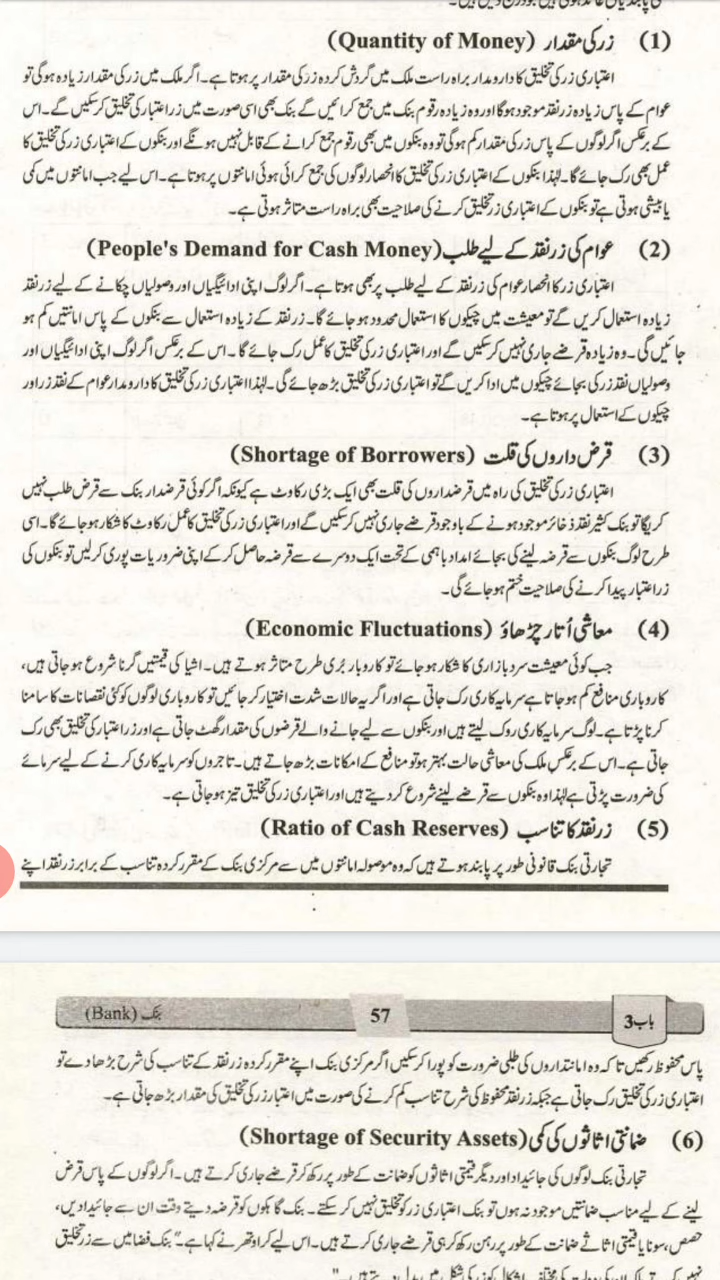 (1) زر کی مقدار (Quantity of Money)
اعتباری زر کی تخلیق کا دارومدار براہ راست ملک میں گردش کردہ زر کی مقدار پر ہوتا ہے۔ اگر ملک میں زر کی مقدار زیادہ ہوگی تو
عوام کے پاس زیادہ زر نقد موجود ہوگا اور وہ زیادہ رقوم بنک میں جمع کرائیں گے بنک بھی اسی صورت میں زر اعتبار کی تخلیق کرسکیں گے۔ اس
کے برعکس اگر لوگوں کے پاس زر کی مقدار کم ہوگی تو وہ بنکوں میں بھی رقوم جمع کرانے کے قابل نہیں ہونگے اور بنکوں کے اعتباری زر کی تخلیق کا
عمل بھی رک جائے گا۔ لہٰذا بنکوں کے اعتباری زر کی تخلیق کا انحصار لوگوں کی جمع کرائی ہوئی امانتوں پر ہوتا ہے۔ اس لیے جب امانتوں میں کمی
یا بیشی ہوتی ہے تو بنکوں کے اعتباری زر تخلیق کرنے کی صلاحیت بھی براہ راست متاثر ہوتی ہے۔
(2) عوام کی زر نقد کے لیے طلب (People's Demand for Cash Money)
اعتباری زر کا انحصار عوام کی زر نقد کے لیے طلب پر بھی ہوتا ہے۔ اگر لوگ اپنی ادائیگیاں اور وصولیاں چکانے کے لیے زر نقد
زیادہ استعمال کریں گے تو معیشت میں چیکوں کا استعمال محدود ہو جائے گا۔ زر نقد کے زیادہ استعمال سے بنکوں کے پاس امانتیں کم ہو
جائیں گی۔ وہ زیادہ قرضے جاری نہیں کرسکیں گے اور اعتباری زر کی تخلیق کا عمل رک جائے گا۔ اس کے برعکس اگر لوگ اپنی ادائیگیاں اور
وصولیاں نقد زر کی بجائے چیکوں میں ادا کریں گے تو اعتباری زر کی تخلیق بڑھ جائے گی۔ لہٰذا اعتباری زر کی تخلیق کا دارومدار عوام کے نقد زر اور
چیکوں کے استعمال پر ہوتا ہے۔
(3) قرض داروں کی قلت (Shortage of Borrowers)
اعتباری زر کی تخلیق کی راہ میں قرضداروں کی قلت بھی ایک بڑی رکاوٹ ہے کیونکہ اگر کوئی قرضدار بنک سے قرض طلب نہیں
کریگا تو بنک کثیر نقد ذخائر موجود ہونے کے باوجود قرضے جاری نہیں کرسکیں گے اور اعتباری زر کی تخلیق کا عمل رکاوٹ کا شکار ہو جائے گا۔ اسی
طرح لوگ بنکوں سے قرضہ لینے کی بجائے امداد باہمی کے تحت ایک دوسرے سے قرضہ حاصل کر کے اپنی ضروریات پوری کرلیں تو بنکوں کی
زر اعتبار پیدا کرنے کی صلاحیت ختم ہو جائے گی۔
(4) معاشی اُتار چڑھاؤ (Economic Fluctuations)
جب کوئی معیشت سرد بازاری کا شکار ہو جائے تو کاروبار بُری طرح متاثر ہوتے ہیں۔ اشیا کی قیمتیں گرنا شروع ہو جاتی ہیں،
کاروباری منافع کم ہو جاتا ہے سرمایہ کاری رک جاتی ہے اور اگر یہ حالات شدت اختیار کر جائیں تو کاروباری لوگوں کو کئی نقصانات کا سامنا
کرنا پڑتا ہے۔ لوگ سرمایہ کاری روک لیتے ہیں اور بنکوں سے لیے جانے والے قرضوں کی مقدار گھٹ جاتی ہے اور زر اعتبار کی تخلیق بھی رک
جاتی ہے۔ اس کے برعکس ملک کی معاشی حالت بہتر ہو تو منافع کے امکانات بڑھ جاتے ہیں۔ تاجروں کو سرمایہ کاری کرنے کے لیے سرمائے
کی ضرورت پڑتی ہے لہٰذا وہ بنکوں سے قرضے لینے شروع کر دیتے ہیں اور اعتباری زر کی تخلیق تیز ہو جاتی ہے۔
(5) زر نقد کا تناسب (Ratio of Cash Reserves)
تجارتی بنک قانونی طور پر پابند ہوتے ہیں کہ وہ موصولہ امانتوں میں سے مرکزی بنک کے مقرر کردہ تناسب کے برابر زر نقد اپنے
باب 3 57 بنک (Bank)
پاس محفوظ رکھیں تاکہ وہ امانتداروں کی طلبی ضرورت کو پورا کرسکیں اگر مرکزی بنک اپنے مقرر کردہ زر نقد کے تناسب کی شرح بڑھا دے تو
اعتباری زر کی تخلیق رک جاتی ہے جبکہ زر نقد محفوظ کی شرح تناسب کم کرنے کی صورت میں اعتبار زر کی تخلیق کی مقدار بڑھ جاتی ہے۔
(6) ضمانتی اثاثوں کی کمی (Shortage of Security Assets)
تجارتی بنک لوگوں کی جائیداد اور دیگر قیمتی اثاثوں کو ضمانت کے طور پر رکھ کر قرضے جاری کرتے ہیں۔ اگر لوگوں کے پاس قرض
لینے کے لیے مناسب ضمانتیں موجود نہ ہوں تو بنک اعتباری زر کو تخلیق نہیں کر سکتے۔ بنک گاہکوں کو قرضہ دیتے وقت ان سے جائیدادیں،
حصص، سونا یا قیمتی اثاثے ضمانت کے طور پر رہن رکھ کر ہی قرضے جاری کرتے ہیں۔ اس لیے کراؤتھر نے کہا ہے۔ "بنک فضا میں سے زر تخلیق